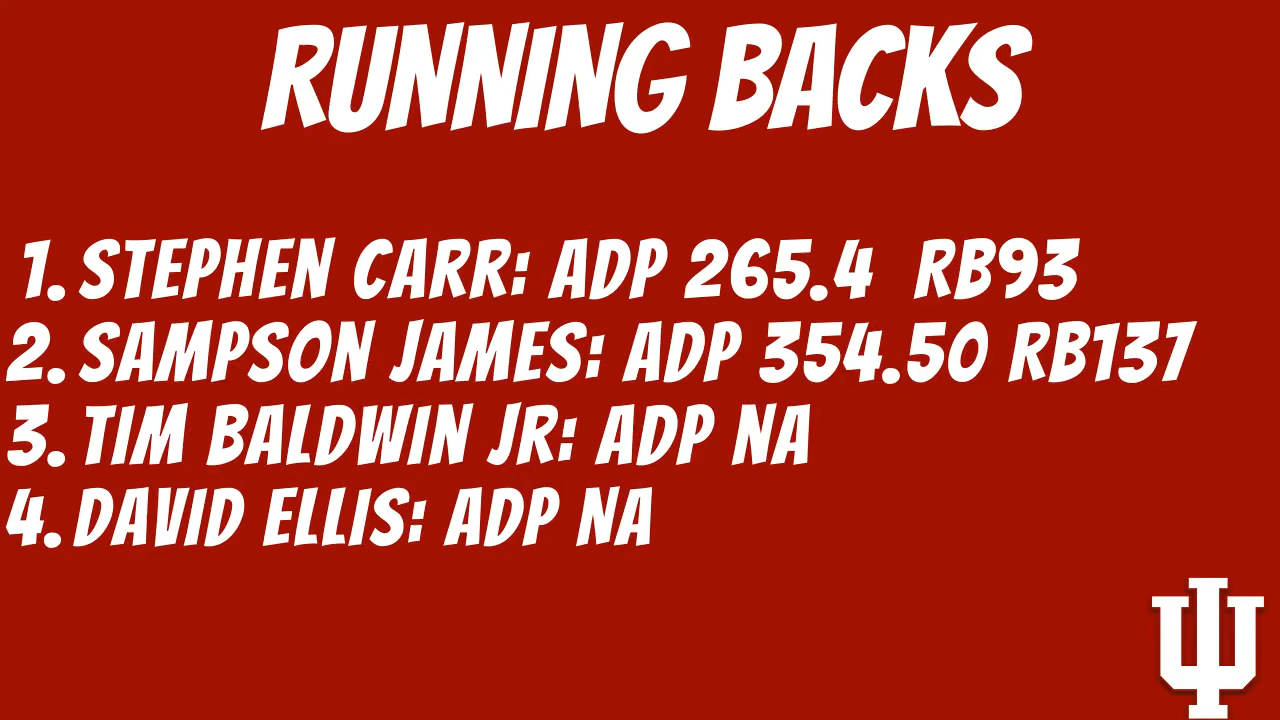 RUNNING BACKS
1. STEPHEN CARR: ADP 265.4 RB93
2. SAMPSON JAMES: ADP 354.50 RB137
3. TIM BALDWIN JR: ADP NA
4. DAVID ELLIS: ADP NA